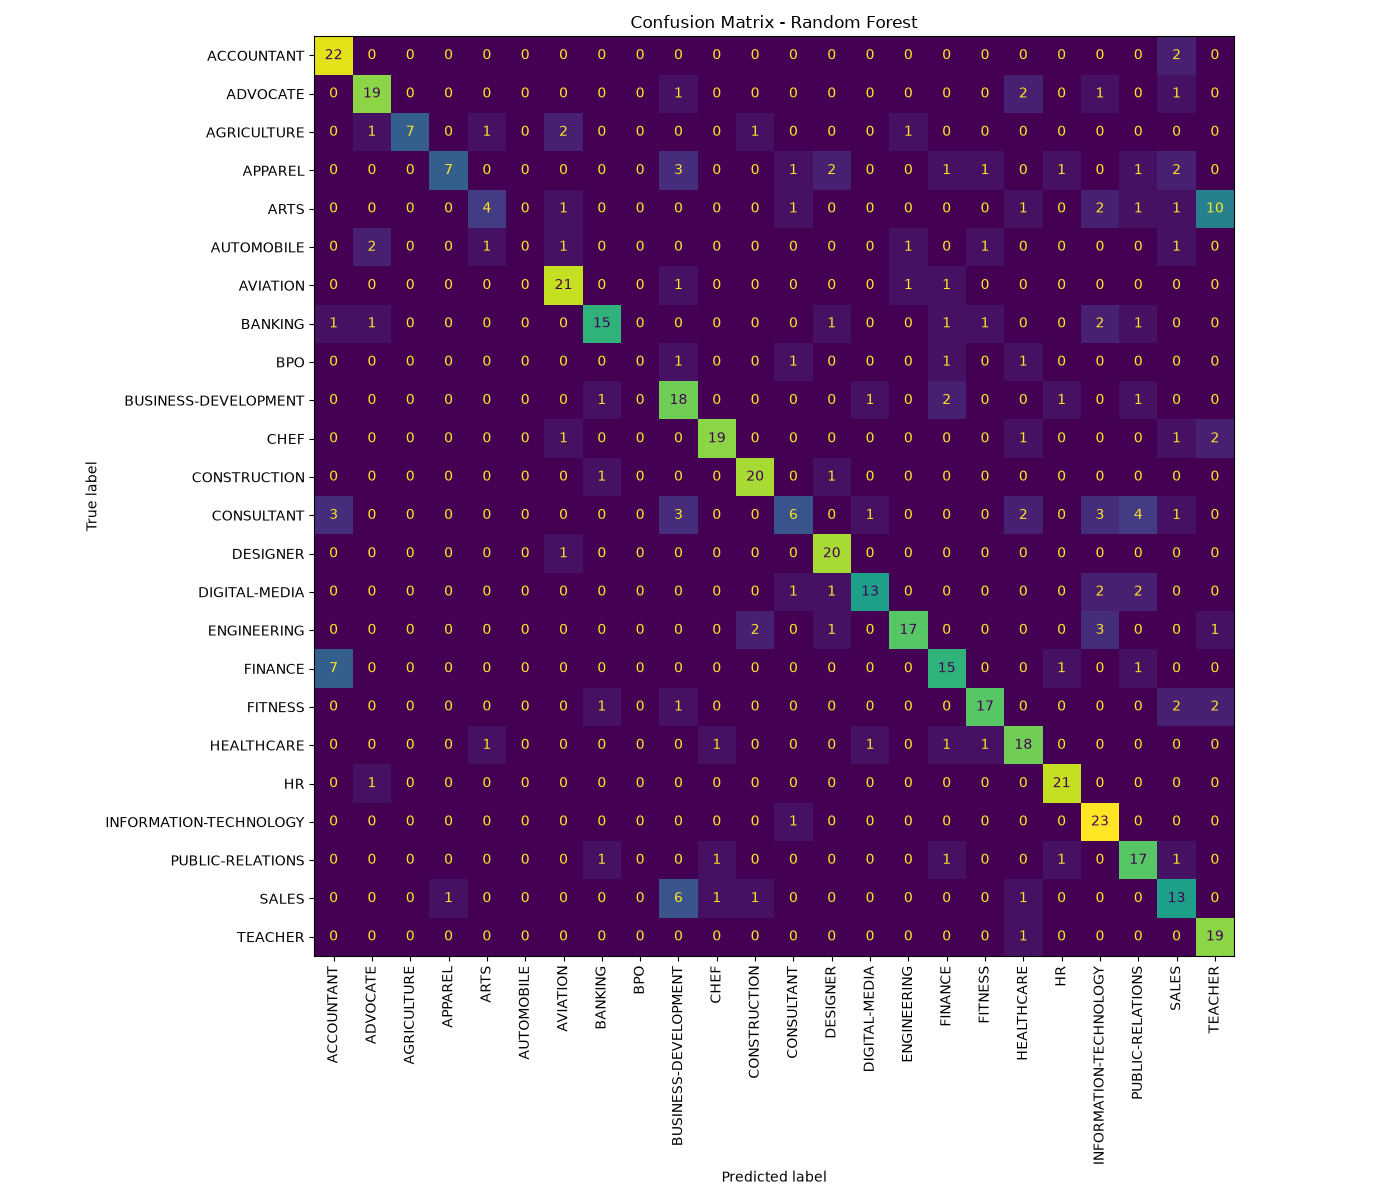 Confusion Matrix - Random Forest
True label
ACCOUNTANT 22 0 0 0 0 0 0 0 0 0 0 0 0 0 0 0 0 0 0 0 0 0 2 0
ADVOCATE 0 19 0 0 0 0 0 0 0 1 0 0 0 0 0 0 0 0 2 0 1 0 1 0
AGRICULTURE 0 1 7 0 1 0 2 0 0 0 0 1 0 0 0 1 0 0 0 0 0 0 0 0
APPAREL 0 0 0 7 0 0 0 0 0 3 0 0 1 2 0 0 1 1 0 1 0 1 2 0
ARTS 0 0 0 0 4 0 1 0 0 0 0 0 1 0 0 0 0 0 1 0 2 1 1 10
AUTOMOBILE 0 2 0 0 1 0 1 0 0 0 0 0 0 0 0 1 0 1 0 0 0 0 1 0
AVIATION 0 0 0 0 0 0 21 0 0 1 0 0 0 0 0 1 1 0 0 0 0 0 0 0
BANKING 1 1 0 0 0 0 0 15 0 0 0 0 0 1 0 0 1 1 0 0 2 1 0 0
BPO 0 0 0 0 0 0 0 0 0 1 0 0 1 0 0 0 1 0 1 0 0 0 0 0
BUSINESS-DEVELOPMENT 0 0 0 0 0 0 0 1 0 18 0 0 0 0 1 0 2 0 0 1 0 1 0 0
CHEF 0 0 0 0 0 0 1 0 0 0 19 0 0 0 0 0 0 0 1 0 0 0 1 2
CONSTRUCTION 0 0 0 0 0 0 0 1 0 0 0 20 0 1 0 0 0 0 0 0 0 0 0 0
CONSULTANT 3 0 0 0 0 0 0 0 0 3 0 0 6 0 1 0 0 0 2 0 3 4 1 0
DESIGNER 0 0 0 0 0 0 1 0 0 0 0 0 0 20 0 0 0 0 0 0 0 0 0 0
DIGITAL-MEDIA 0 0 0 0 0 0 0 0 0 0 0 0 1 1 13 0 0 0 0 0 2 2 0 0
ENGINEERING 0 0 0 0 0 0 0 0 0 0 0 2 0 1 0 17 0 0 0 0 3 0 0 1
FINANCE 7 0 0 0 0 0 0 0 0 0 0 0 0 0 0 0 15 0 0 1 0 1 0 0
FITNESS 0 0 0 0 0 0 0 1 0 1 0 0 0 0 0 0 0 17 0 0 0 0 2 2
HEALTHCARE 0 0 0 0 1 0 0 0 0 0 1 0 0 0 1 0 1 1 18 0 0 0 0 0
HR 0 1 0 0 0 0 0 0 0 0 0 0 0 0 0 0 0 0 0 21 0 0 0 0
INFORMATION-TECHNOLOGY 0 0 0 0 0 0 0 0 0 0 0 0 1 0 0 0 0 0 0 0 23 0 0 0
PUBLIC-RELATIONS 0 0 0 0 0 0 0 1 0 0 1 0 0 0 0 0 1 0 0 1 0 17 1 0
SALES 0 0 0 1 0 0 0 0 0 6 1 1 0 0 0 0 0 0 1 0 0 0 13 0
TEACHER 0 0 0 0 0 0 0 0 0 0 0 0 0 0 0 0 0 0 1 0 0 0 0 19
ACCOUNTANT
ADVOCATE
AGRICULTURE
APPAREL
ARTS
AUTOMOBILE
AVIATION
BANKING
BPO
BUSINESS-DEVELOPMENT
CHEF
CONSTRUCTION
CONSULTANT
DESIGNER
DIGITAL-MEDIA
ENGINEERING
FINANCE
FITNESS
HEALTHCARE
HR
INFORMATION-TECHNOLOGY
PUBLIC-RELATIONS
SALES
TEACHER
Predicted label